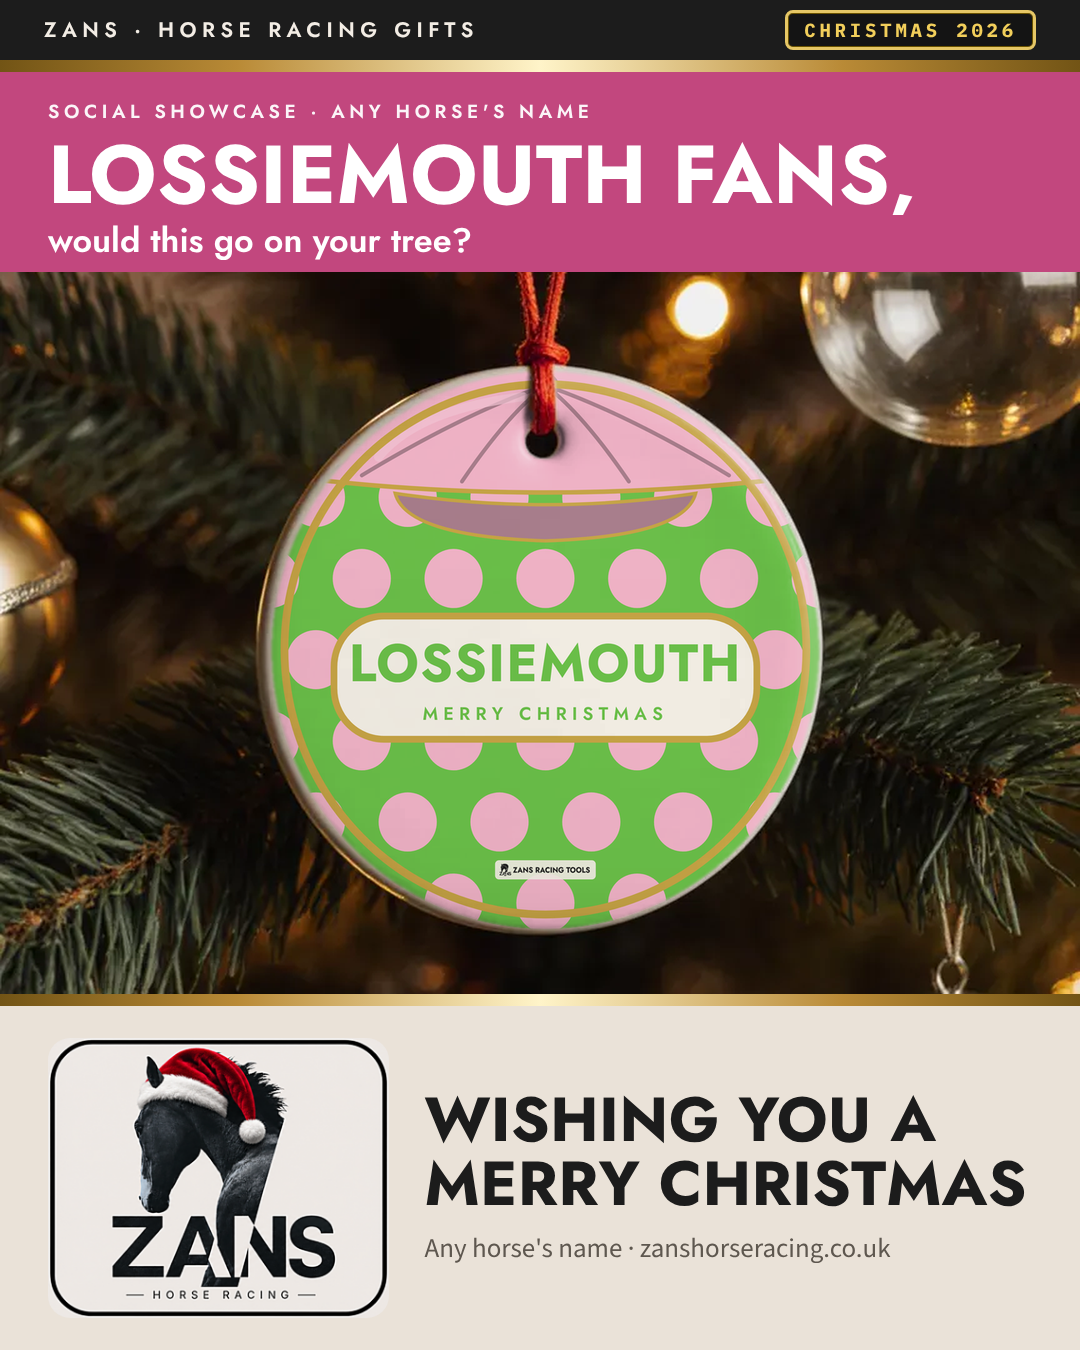 ZANS · HORSE RACING GIFTS
CHRISTMAS 2026
SOCIAL SHOWCASE · ANY HORSE'S NAME
LOSSIEMOUTH FANS,
would this go on your tree?
LOSSIEMOUTH
MERRY CHRISTMAS
ZANS RACING TOOLS
ZANS
HORSE RACING
WISHING YOU A
MERRY CHRISTMAS
Any horse's name · zanshorseracing.co.uk